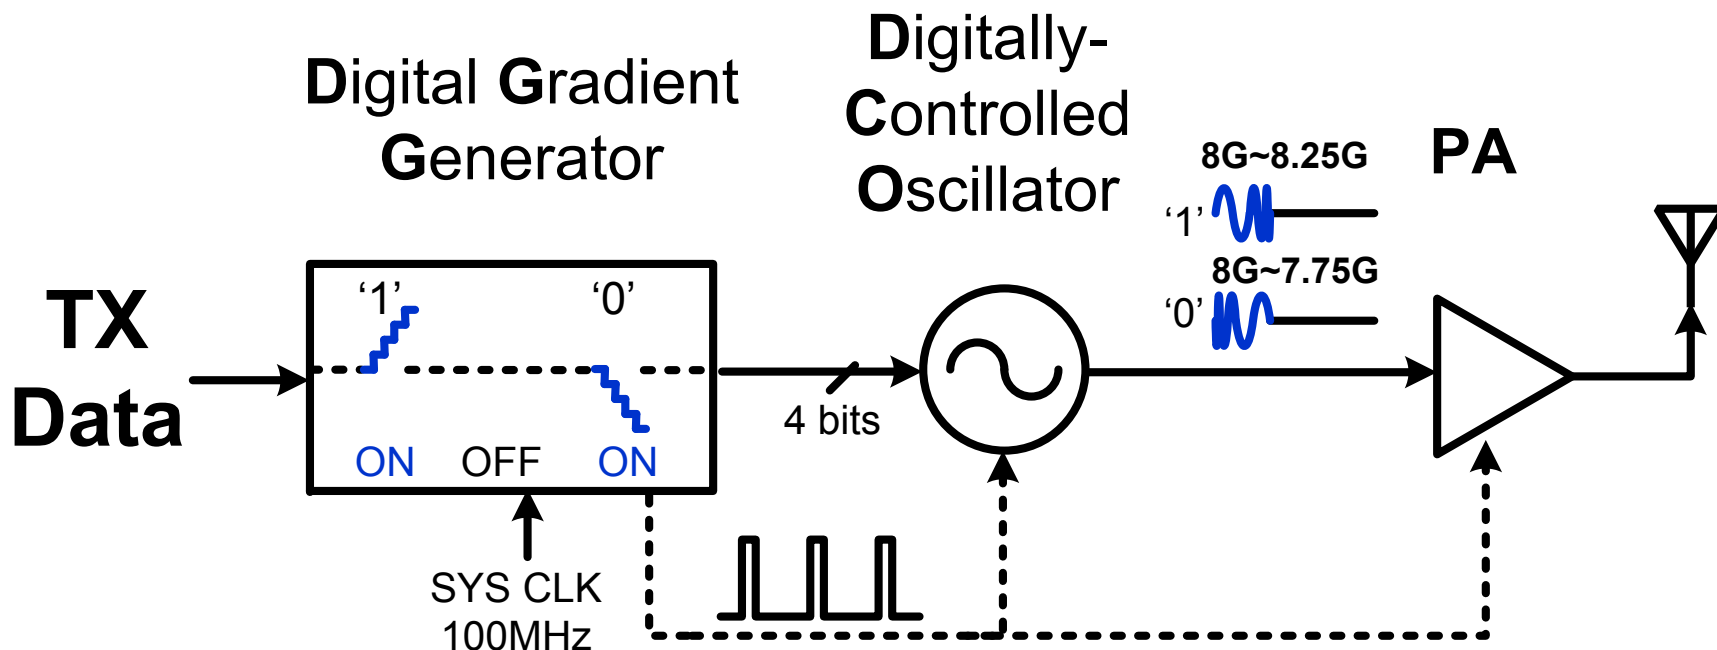 Digital Gradient
Generator
Digitally-
Controlled
Oscillator
PA
8G~8.25G
‘1’
8G~7.75G
‘0’
TX
Data
‘1’
‘0’
ON
OFF
ON
4 bits
SYS CLK
100MHz